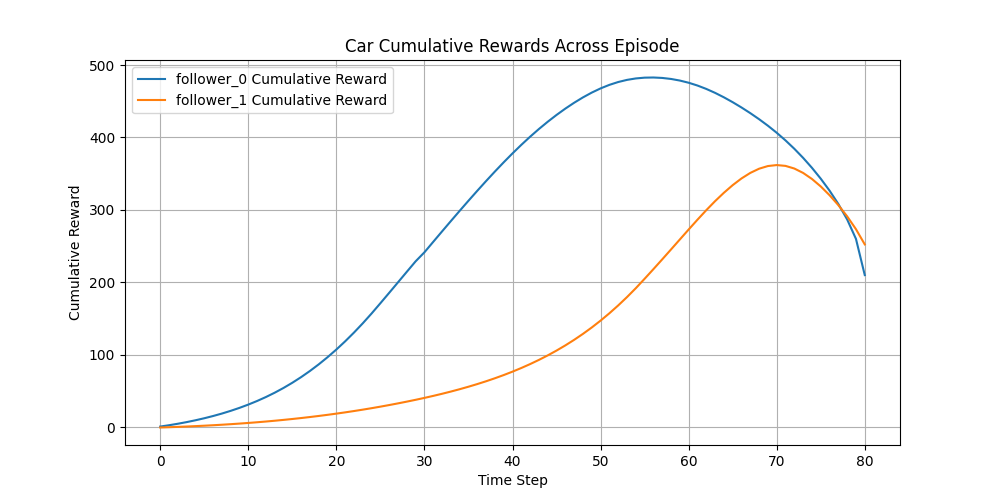 Car Cumulative Rewards Across Episode
500
400
300
200
100
0
Cumulative Reward
follower_0 Cumulative Reward
follower_1 Cumulative Reward
0 10 20 30 40 50 60 70 80
Time Step